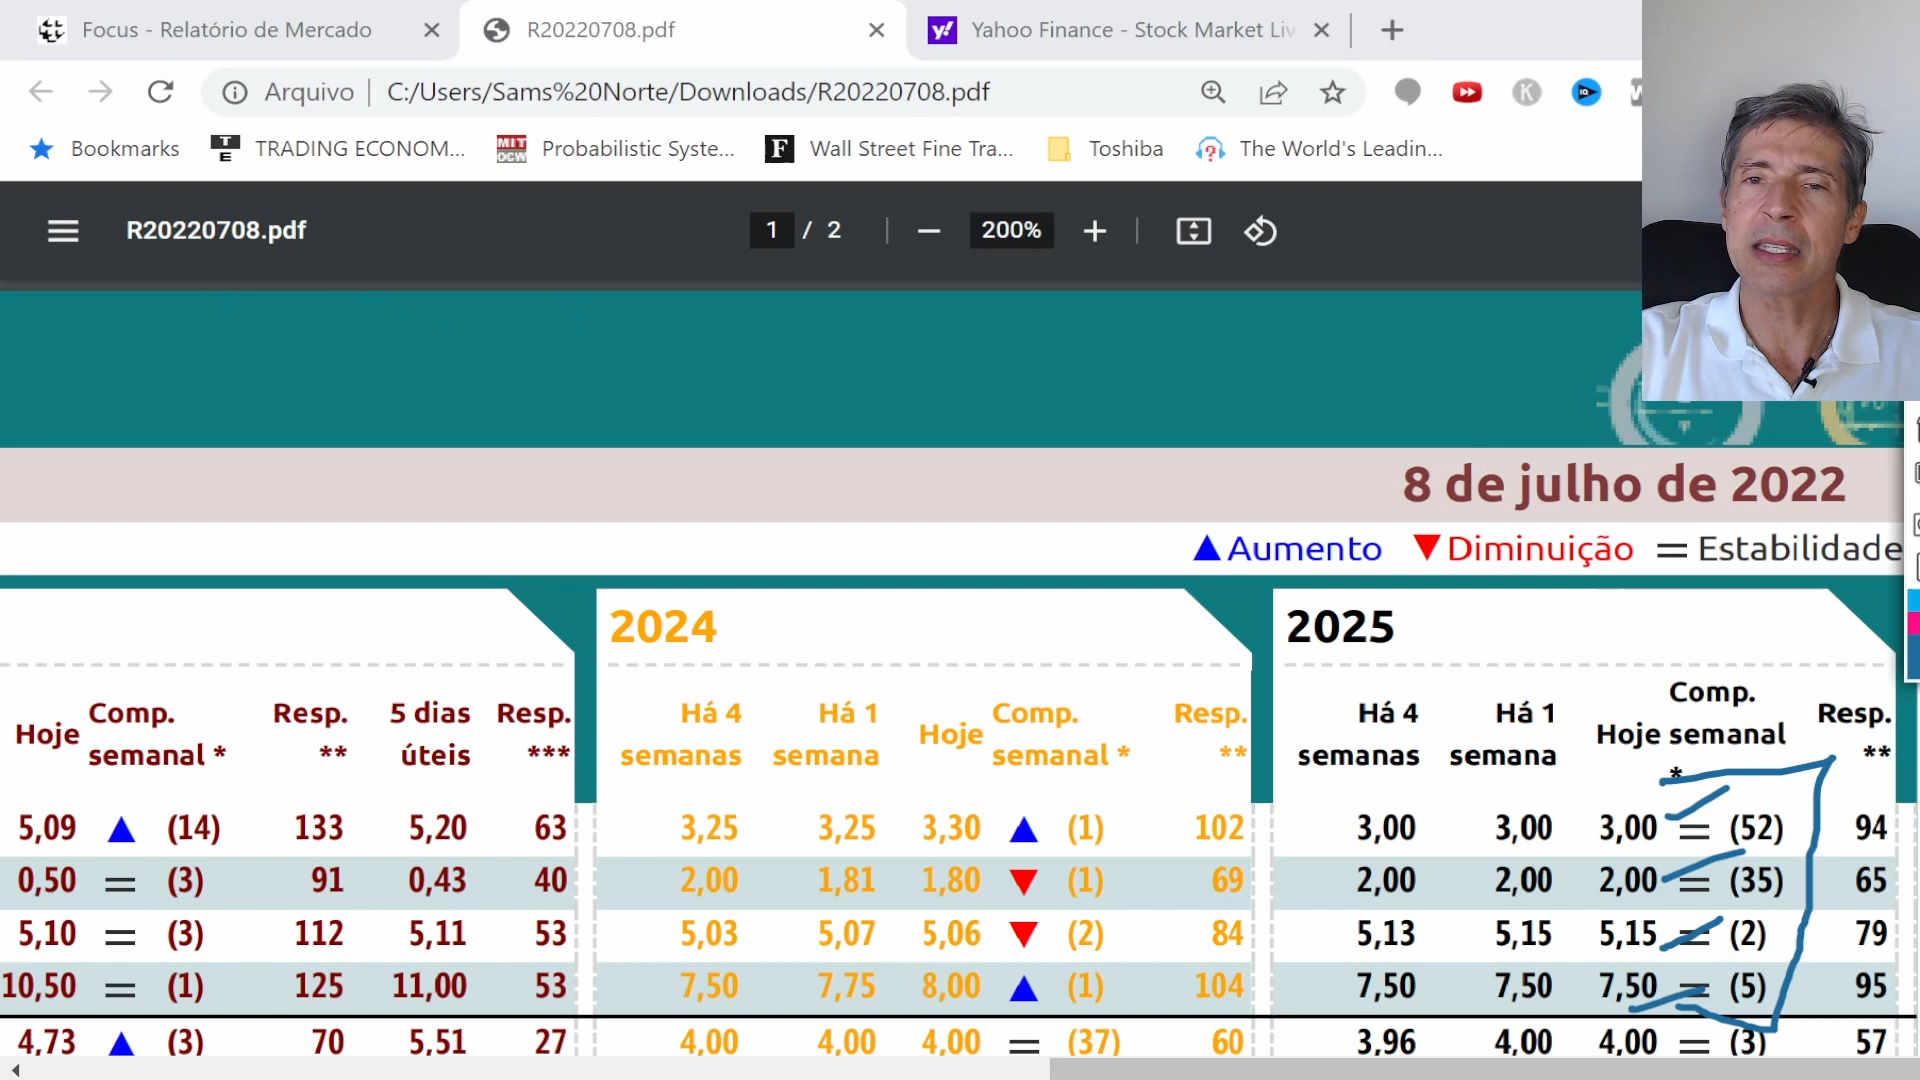 Focus - Relatório de Mercado
R20220708.pdf
Yahoo Finance - Stock Market Liv
Arquivo | C:/Users/Sams%20Norte/Downloads/R20220708.pdf
Bookmarks
TRADING ECONOM...
Probabilistic Syste...
Wall Street Fine Tra...
Toshiba
The World's Leadin...
R20220708.pdf
1 / 2
200%
8 de julho de 2022
▲Aumento ▼Diminuição = Estabilidade
2024 2025
Hoje Comp. semanal * Resp. ** 5 dias úteis Resp. *** Há 4 semanas Há 1 semana Hoje Comp. semanal * Resp. ** Há 4 semanas Há 1 semana Hoje Comp. semanal * Resp. **
5,09 ▲ (14) 133 5,20 63 3,25 3,25 3,30 ▲ (1) 102 3,00 3,00 3,00 = (52) 94
0,50 = (3) 91 0,43 40 2,00 1,81 1,80 ▼ (1) 69 2,00 2,00 2,00 = (35) 65
5,10 = (3) 112 5,11 53 5,03 5,07 5,06 ▼ (2) 84 5,13 5,15 5,15 = (2) 79
10,50 = (1) 125 11,00 53 7,50 7,75 8,00 ▲ (1) 104 7,50 7,50 7,50 = (5) 95
4,73 ▲ (3) 70 5,51 27 4,00 4,00 4,00 = (37) 60 3,96 4,00 4,00 = (3) 57